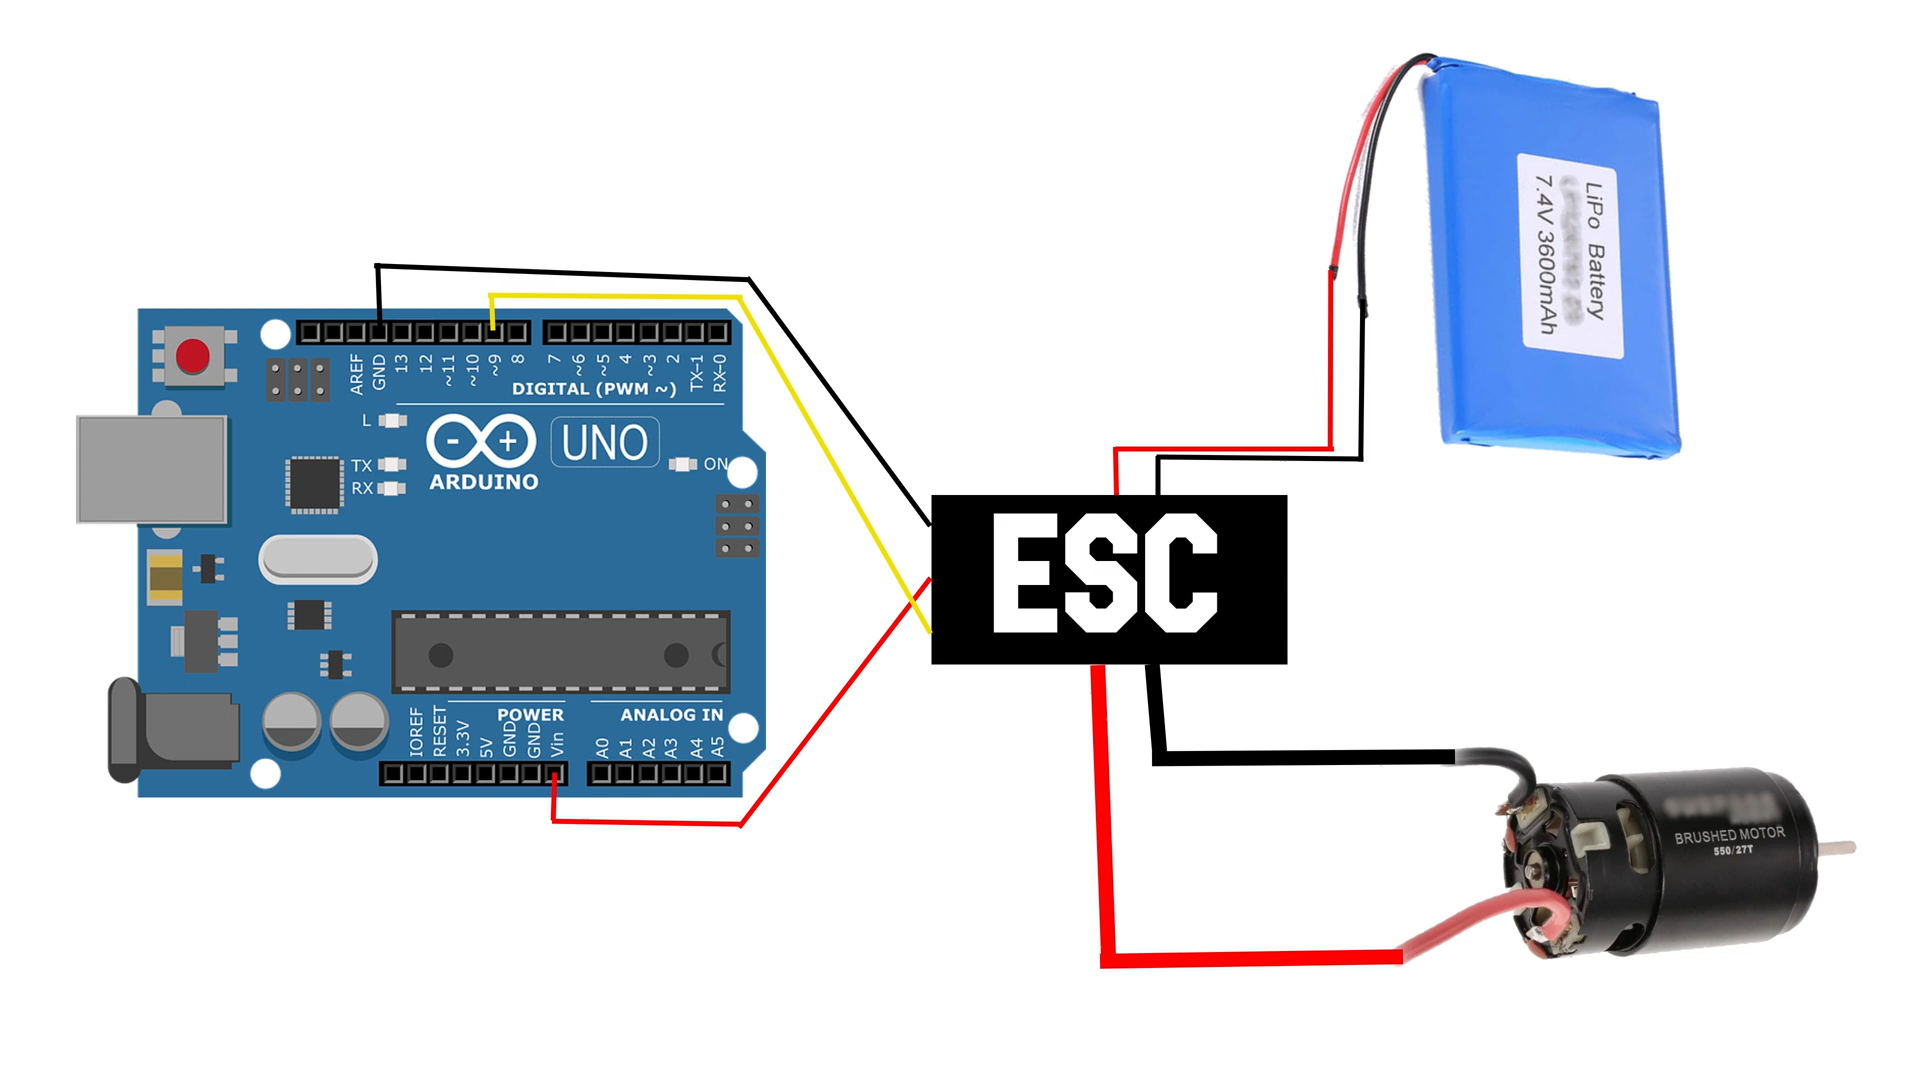 AREF
GND
13
12
~11
~10
~9
8
7
~6
~5
4
~3
2
TX-1
RX-0
DIGITAL (PWM ~)
L
TX
RX
- +
UNO
ARDUINO
ON
POWER
ANALOG IN
IOREF
RESET
3.3V
5V
GND
GND
Vin
A0
A1
A2
A3
A4
A5
ESC
LiPo Battery
7.4V 3600mAh
BRUSHED MOTOR
550/27T